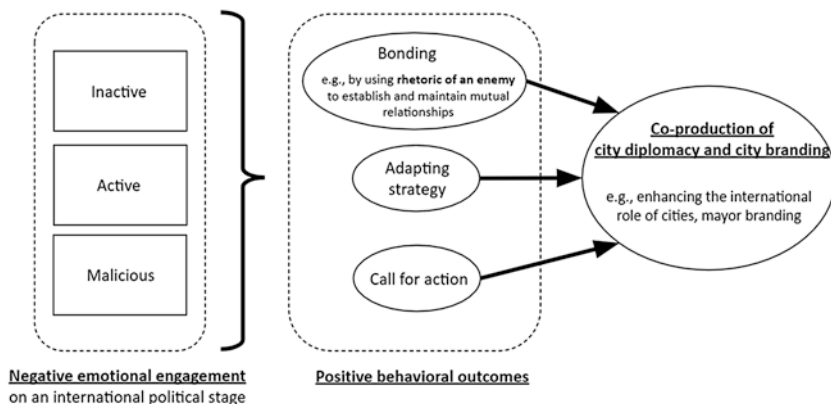 Inactive
Active
Malicious
Negative emotional engagement
on an international political stage
Bonding
e.g., by using rhetoric of an enemy
to establish and maintain mutual
relationships
Adapting
strategy
Call for action
Positive behavioral outcomes
Co-production of
city diplomacy and city branding
e.g., enhancing the international
role of cities, mayor branding